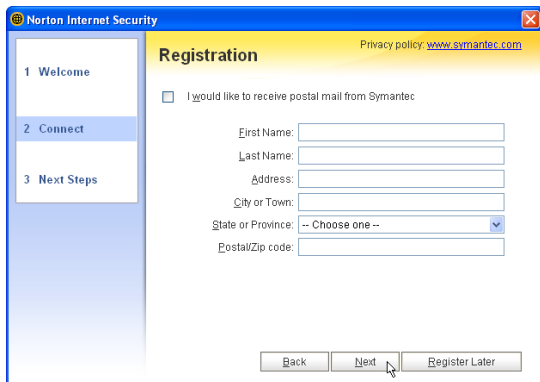 Norton Internet Security
Privacy policy: www.symantec.com
Registration
1 Welcome
2 Connect
3 Next Steps
I would like to receive postal mail from Symantec
First Name:
Last Name:
Address:
City or Town:
State or Province: -- Choose one --
Postal/Zip code:
Back Next Register Later